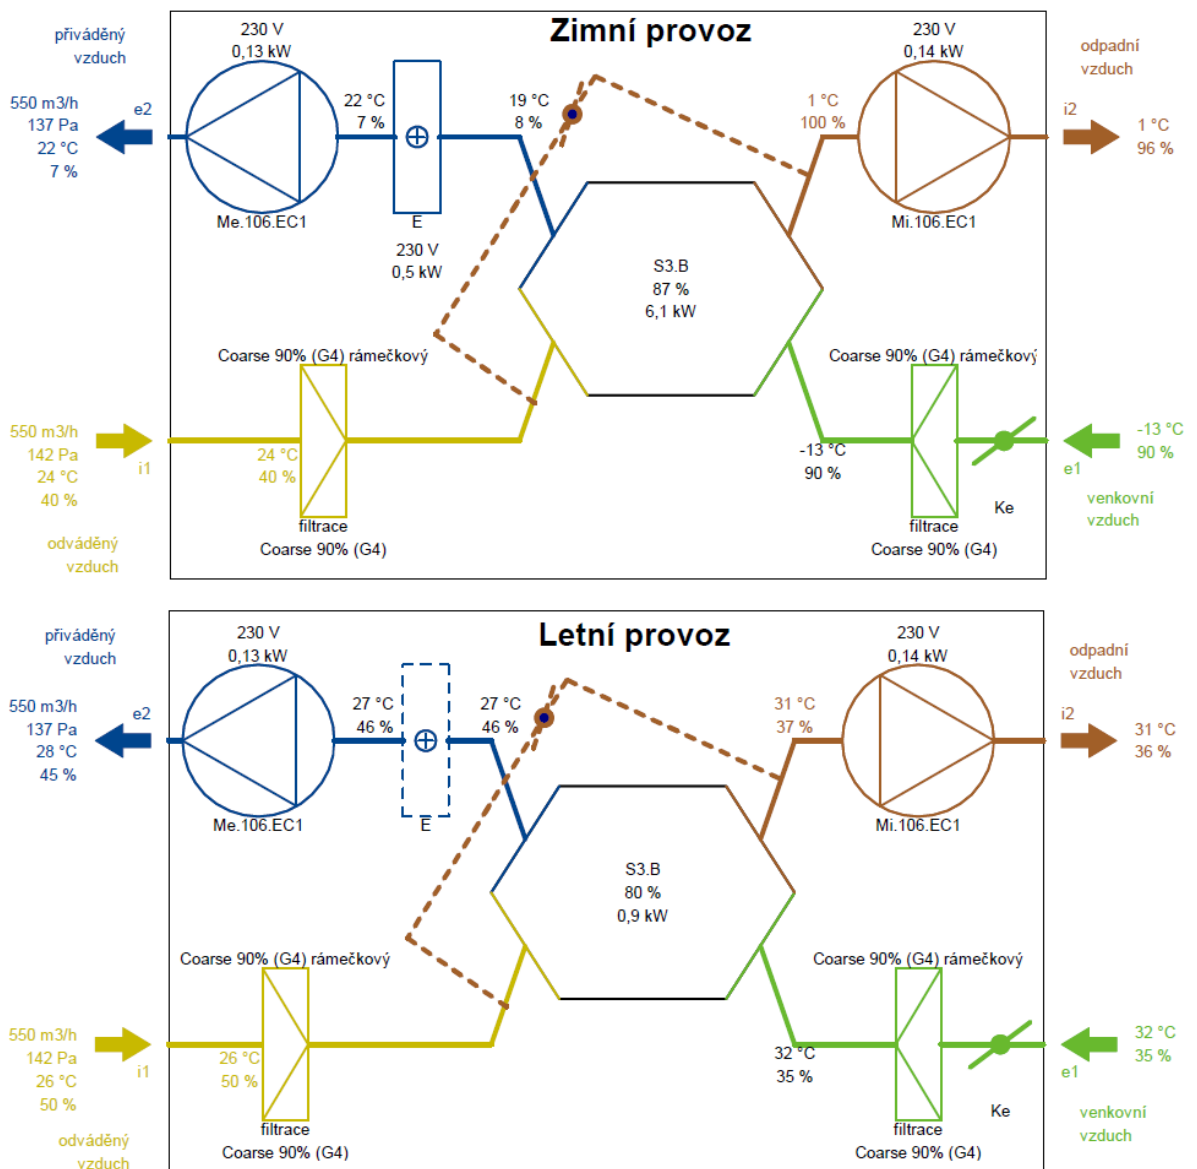 Zimní provoz
přiváděný
vzduch
230 V
0,13 kW
230 V
0,14 kW
odpadní
vzduch
550 m3/h
137 Pa
22 °C
7 %
e2
22 °C
7 %
19 °C
8 %
1 °C
100 %
i2
1 °C
96 %
Me.106.EC1
E
230 V
0,5 kW
Mi.106.EC1
S3.B
87 %
6,1 kW
Coarse 90% (G4) rámečkový
Coarse 90% (G4) rámečkový
550 m3/h
142 Pa
24 °C
40 %
i1
24 °C
40 %
-13 °C
90 %
-13 °C
90 %
e1
Ke
filtrace
Coarse 90% (G4)
filtrace
Coarse 90% (G4)
odváděný
vzduch
venkovní
vzduch
Letní provoz
přiváděný
vzduch
230 V
0,13 kW
230 V
0,14 kW
odpadní
vzduch
550 m3/h
137 Pa
28 °C
45 %
e2
27 °C
46 %
27 °C
46 %
31 °C
37 %
i2
31 °C
36 %
Me.106.EC1
E
Mi.106.EC1
S3.B
80 %
0,9 kW
Coarse 90% (G4) rámečkový
Coarse 90% (G4) rámečkový
550 m3/h
142 Pa
26 °C
50 %
i1
26 °C
50 %
32 °C
35 %
32 °C
35 %
e1
Ke
filtrace
Coarse 90% (G4)
filtrace
Coarse 90% (G4)
odváděný
vzduch
venkovní
vzduch